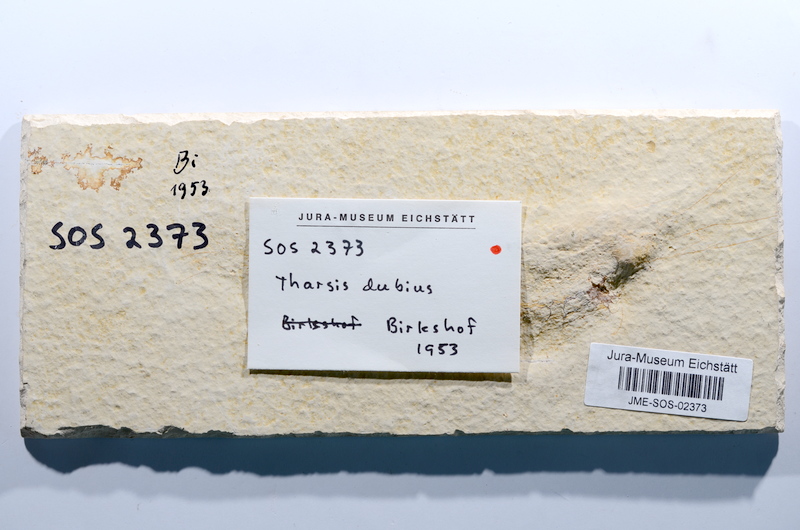 Bi
1953
SOS 2373
JURA-MUSEUM EICHSTÄTT
SOS 2373
Tharsis dubius
Birkshof Birkshof
1953
Jura-Museum Eichstätt
JME-SOS-02373